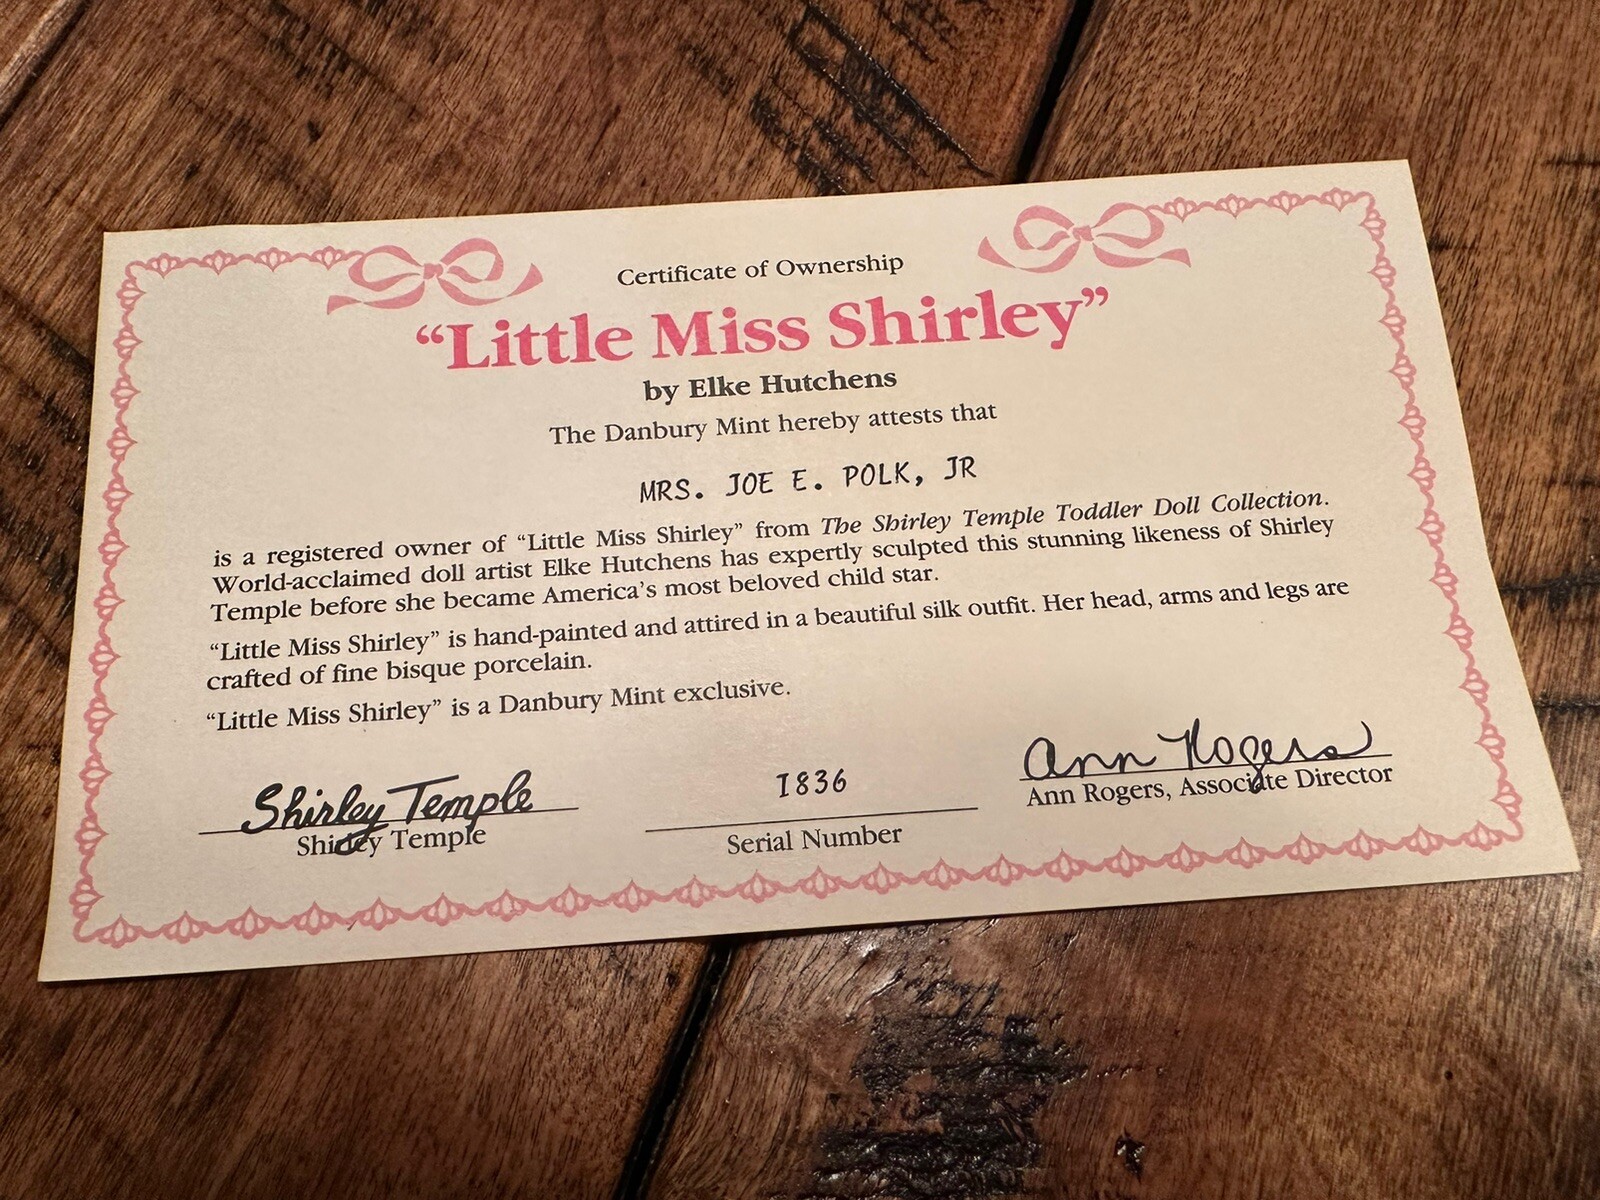 Certificate of Ownership
“Little Miss Shirley”
by Elke Hutchens
The Danbury Mint hereby attests that
MRS. JOE E. POLK, JR
is a registered owner of “Little Miss Shirley” from The Shirley Temple Toddler Doll Collection.
World-acclaimed doll artist Elke Hutchens has expertly sculpted this stunning likeness of Shirley
Temple before she became America’s most beloved child star.
“Little Miss Shirley” is hand-painted and attired in a beautiful silk outfit. Her head, arms and legs are
crafted of fine bisque porcelain.
“Little Miss Shirley” is a Danbury Mint exclusive.
Shirley Temple
Shirley Temple
1836
Serial Number
Ann Rogers
Ann Rogers, Associate Director